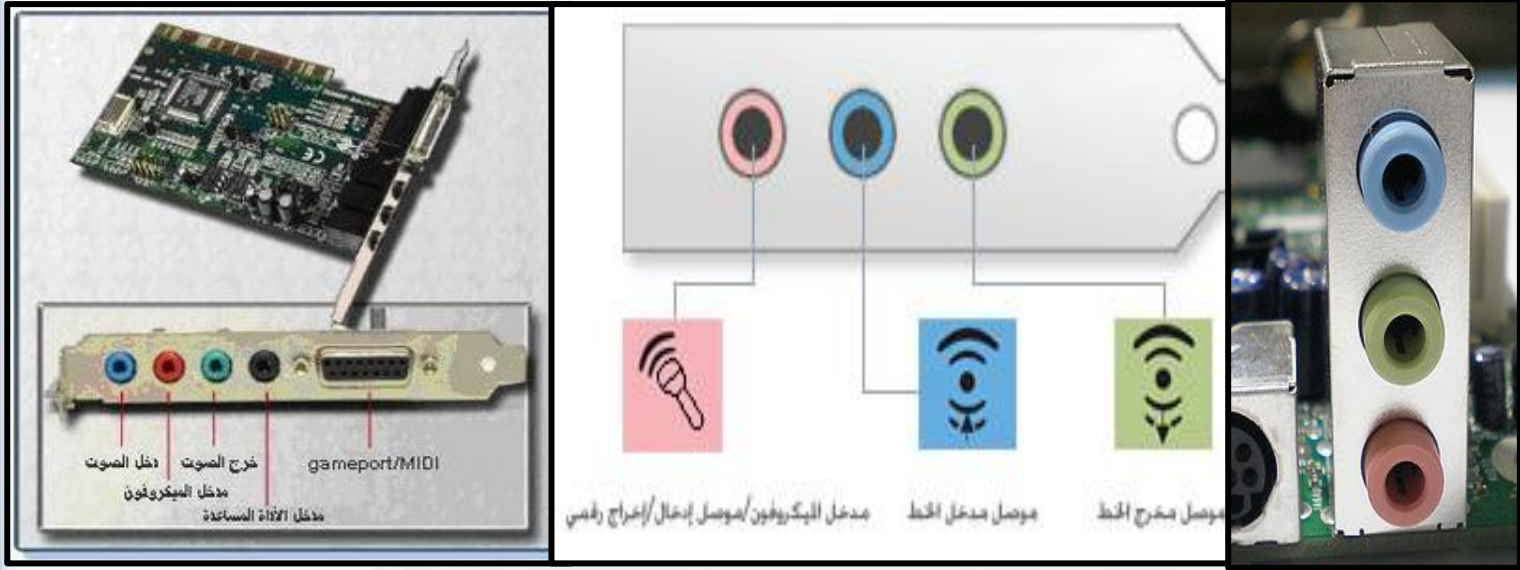 دخل الصوت
خرج الصوت
gameport/MIDI
مدخل الميكروفون
مدخل الأداة المساعدة
مدخل الميكروفون/موصل إدخال/إخراج رقمي
موصل مدخل الخط
موصل مخرج الخط
CE